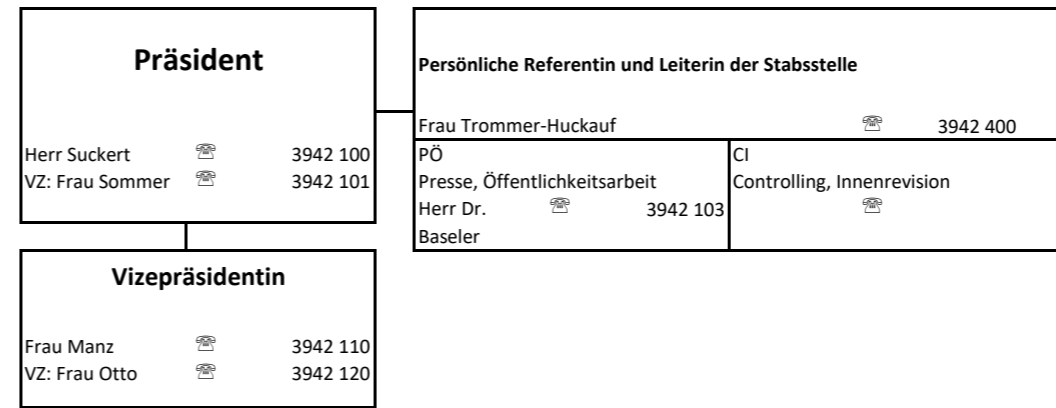 Präsident
Herr Suckert ☏ 3942 100
VZ: Frau Sommer ☏ 3942 101
Persönliche Referentin und Leiterin der Stabsstelle
Frau Trommer-Huckauf ☏ 3942 400
PÖ
Presse, Öffentlichkeitsarbeit
Herr Dr. ☏ 3942 103
Baseler
CI
Controlling, Innenrevision
☏
Vizepräsidentin
Frau Manz ☏ 3942 110
VZ: Frau Otto ☏ 3942 120